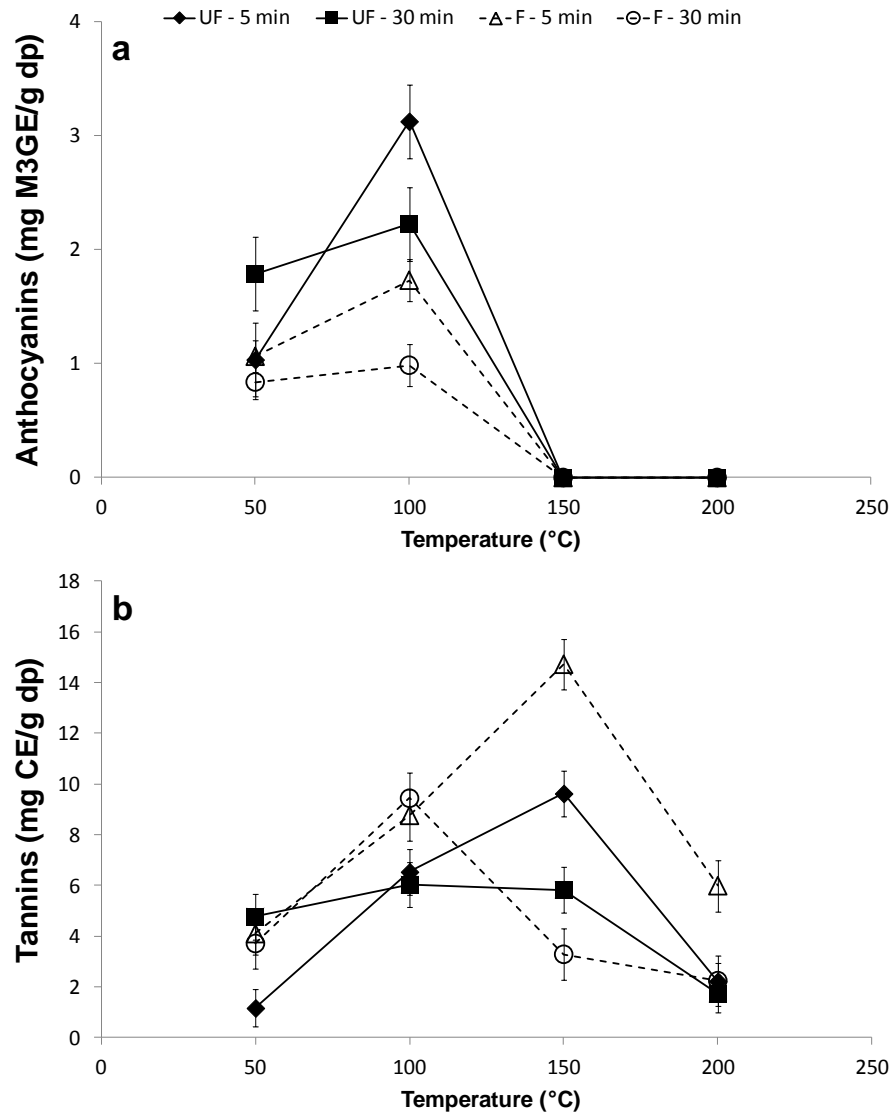 UF - 5 min UF - 30 min F - 5 min F - 30 min
a
Anthocyanins (mg M3GE/g dp)
4
3
2
1
0
0 50 100 150 200 250
Temperature (°C)
b
Tannins (mg CE/g dp)
18
16
14
12
10
8
6
4
2
0
0 50 100 150 200 250
Temperature (°C)